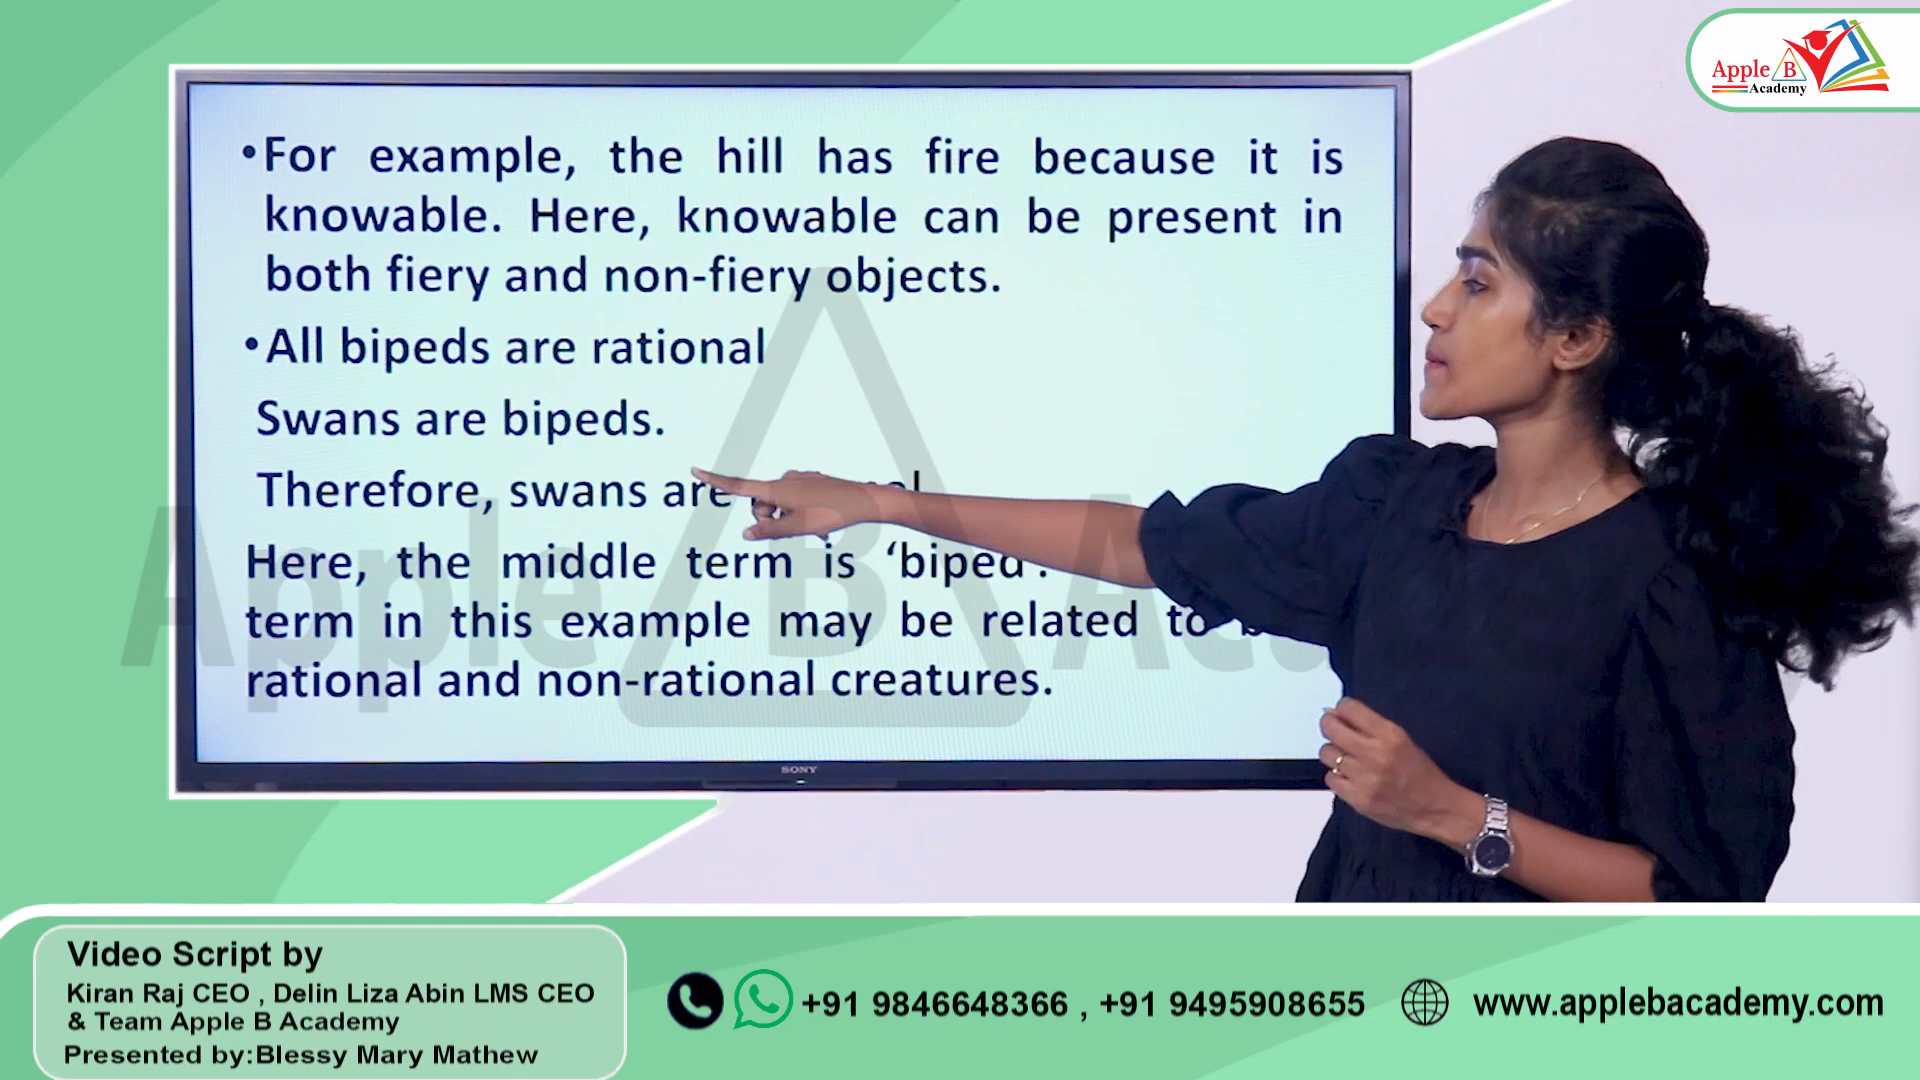 Apple B
Academy
•For example, the hill has fire because it is
knowable. Here, knowable can be present in
both fiery and non-fiery objects.
•All bipeds are rational
Swans are bipeds.
Therefore, swans are
Here, the middle term is ‘biped’.
term in this example may be related to
rational and non-rational creatures.
Apple B Academy
SONY
Video Script by
Kiran Raj CEO , Delin Liza Abin LMS CEO
& Team Apple B Academy
Presented by:Blessy Mary Mathew
+91 9846648366 , +91 9495908655
www.applebacademy.com